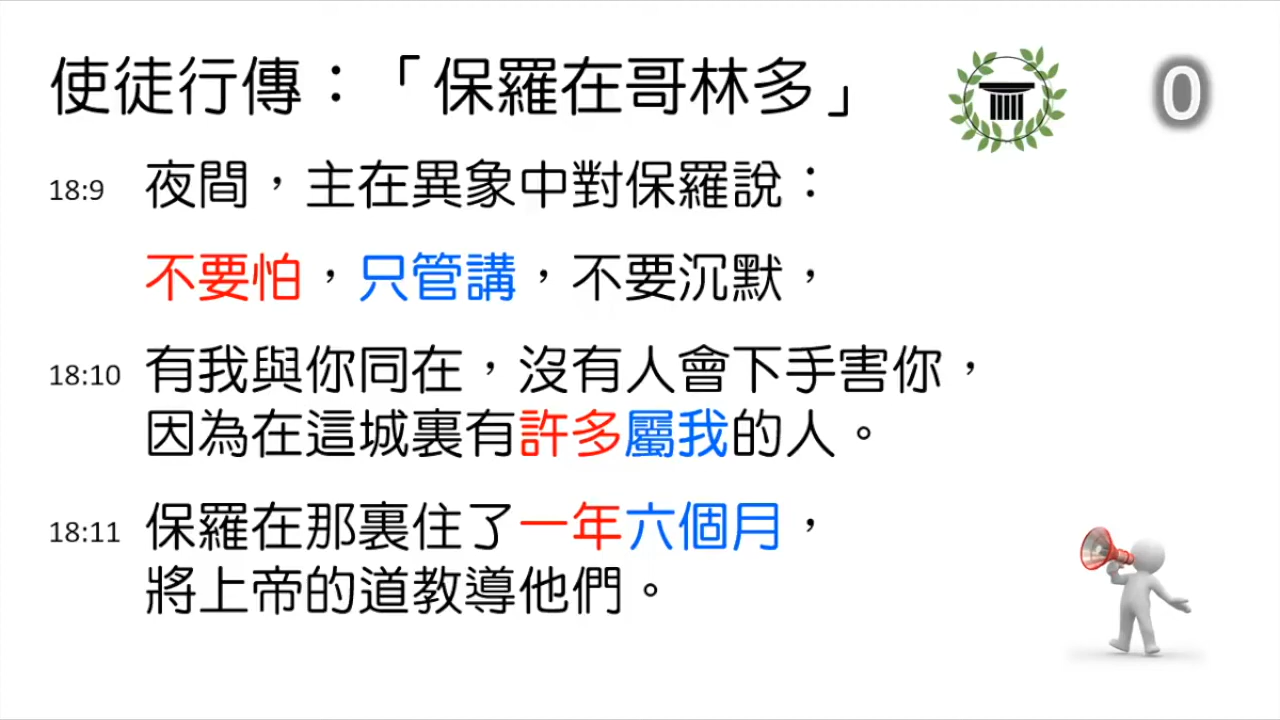 使徒行傳：「保羅在哥林多」
0
18:9 夜間，主在異象中對保羅說：
不要怕，只管講，不要沉默，
18:10 有我與你同在，沒有人會下手害你，
因為在這城裏有許多屬我的人。
18:11 保羅在那裏住了一年六個月，
將上帝的道教導他們。